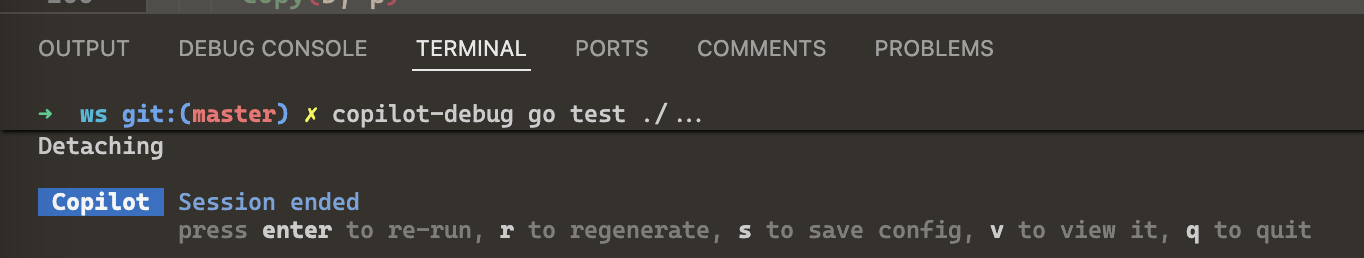 OUTPUT DEBUG CONSOLE TERMINAL PORTS COMMENTS PROBLEMS
➜ ws git:(master) ✗ copilot-debug go test ./...
Detaching
Copilot Session ended
press enter to re-run, r to regenerate, s to save config, v to view it, q to quit